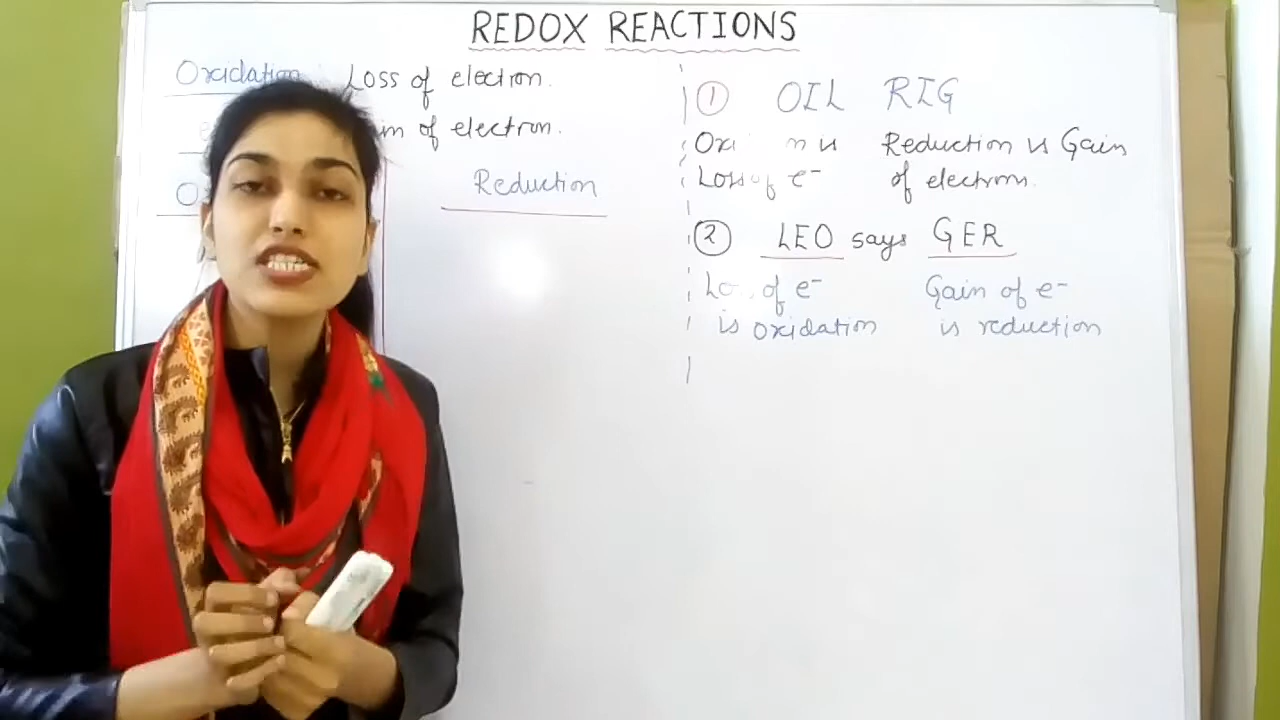 REDOX REACTIONS
Oxidation Loss of electron.
of electron.
Reduction
① OIL RIG
is Reduction is Gain
Loss of e⁻ of electron.
② LEO says GER
of e⁻ Gain of e⁻
is oxidation is reduction